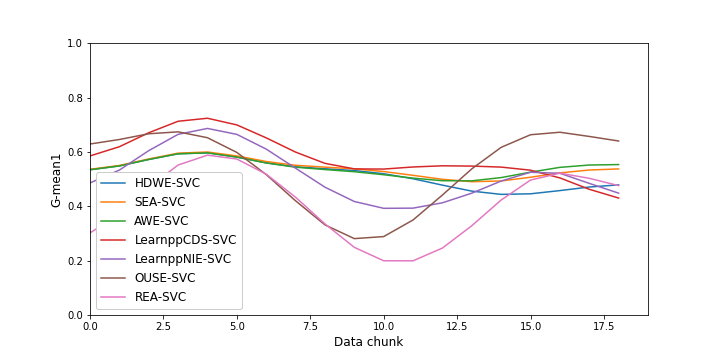 1.0
0.8
0.6
0.4
0.2
0.0
G-mean1
HDWE-SVC
SEA-SVC
AWE-SVC
LearnppCDS-SVC
LearnppNIE-SVC
OUSE-SVC
REA-SVC
0.0 2.5 5.0 7.5 10.0 12.5 15.0 17.5
Data chunk